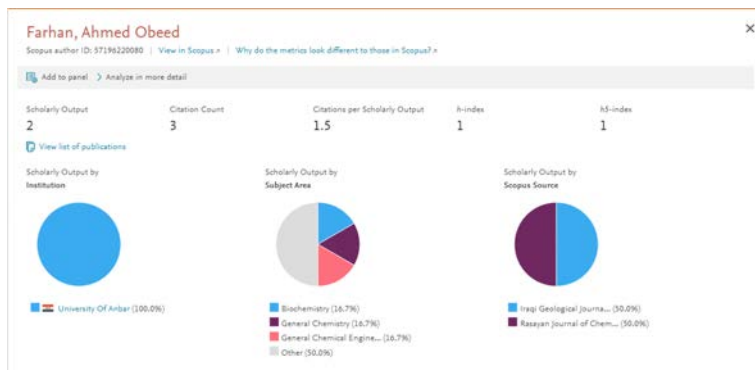 Farhan, Ahmed Obeed
Scopus author ID: 57196220080 | View in Scopus | Why do the metrics look different to those in Scopus?
Add to panel Analyze in more detail
Scholarly Output Citation Count Citations per Scholarly Output h-index h5-index
2 3 1.5 1 1
View list of publications
Scholarly Output by Scholarly Output by Scholarly Output by
Institution Subject Area Scopus Source
University Of Anbar (100.0%) Biochemistry (16.7%) Iraqi Geological Journa... (50.0%)
General Chemistry (16.7%) Rasayan Journal of Chem... (50.0%)
General Chemical Engine... (16.7%)
Other (50.0%)